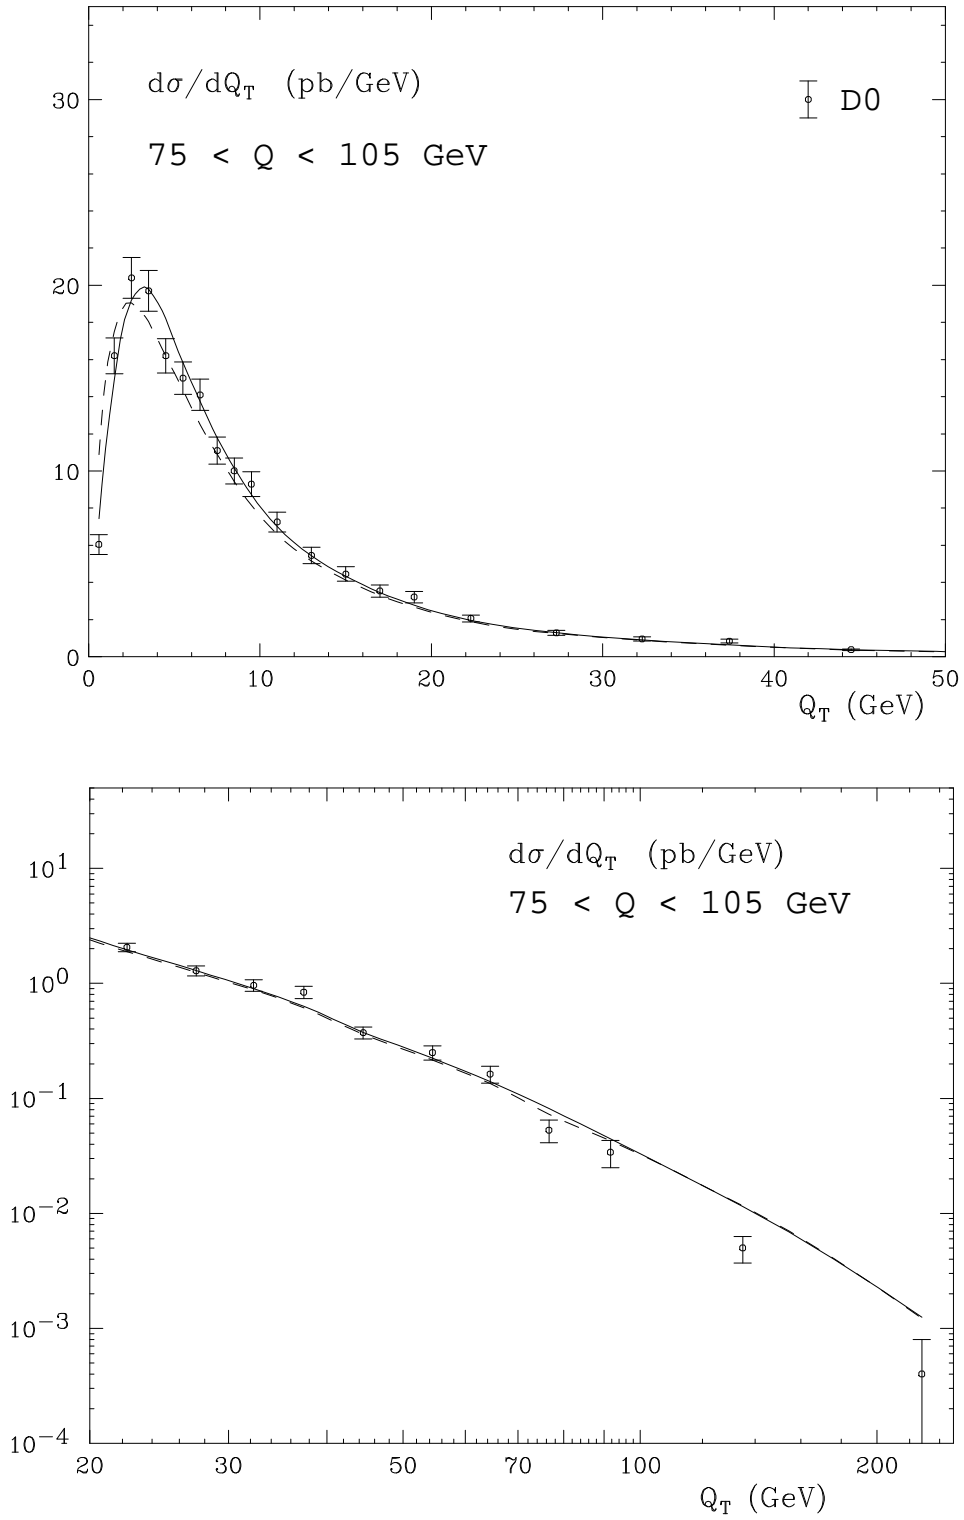 dσ/dQ_T (pb/GeV)
D0
75 < Q < 105 GeV
30
20
10
0
0 10 20 30 40 50
Q_T (GeV)
dσ/dQ_T (pb/GeV)
75 < Q < 105 GeV
10^1
10^0
10^−1
10^−2
10^−3
10^−4
20 30 50 70 100 200
Q_T (GeV)